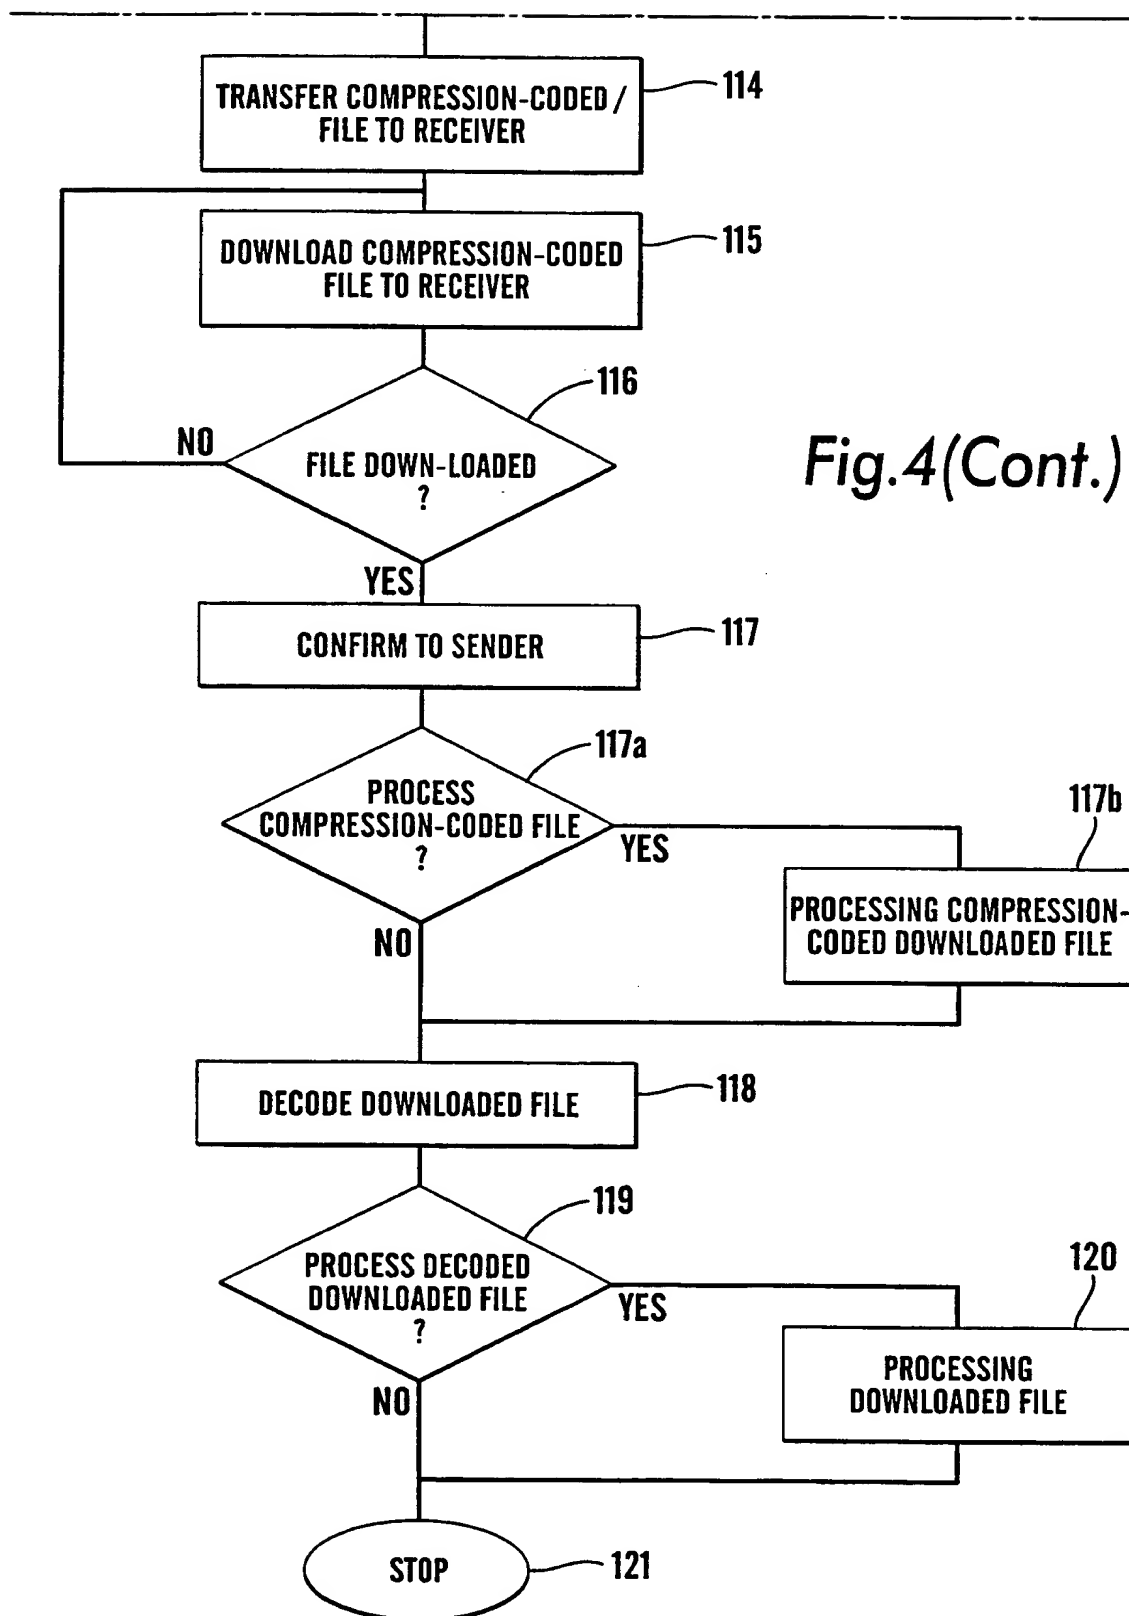 114
TRANSFER COMPRESSION-CODED /
FILE TO RECEIVER
115
DOWNLOAD COMPRESSION-CODED
FILE TO RECEIVER
116
NO
FILE DOWN-LOADED
?
Fig.4(Cont.)
YES
117
CONFIRM TO SENDER
117a
PROCESS
COMPRESSION-CODED FILE
?
YES
117b
PROCESSING COMPRESSION-
CODED DOWNLOADED FILE
NO
118
DECODE DOWNLOADED FILE
119
PROCESS DECODED
DOWNLOADED FILE
?
YES
120
PROCESSING
DOWNLOADED FILE
NO
STOP
121